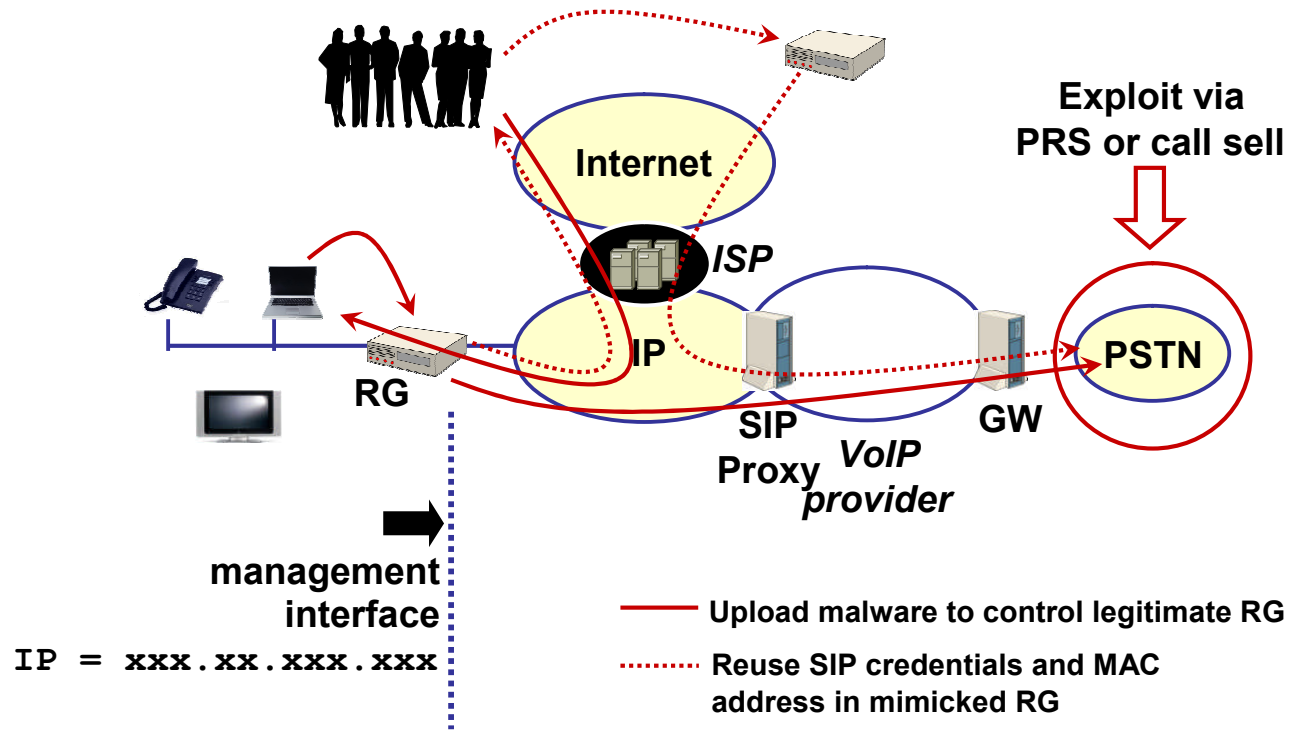 Exploit via
PRS or call sell
Internet
ISP
IP
PSTN
RG
SIP
Proxy
VoIP
provider
GW
management
interface
IP = xxx.xx.xxx.xxx
Upload malware to control legitimate RG
Reuse SIP credentials and MAC
address in mimicked RG